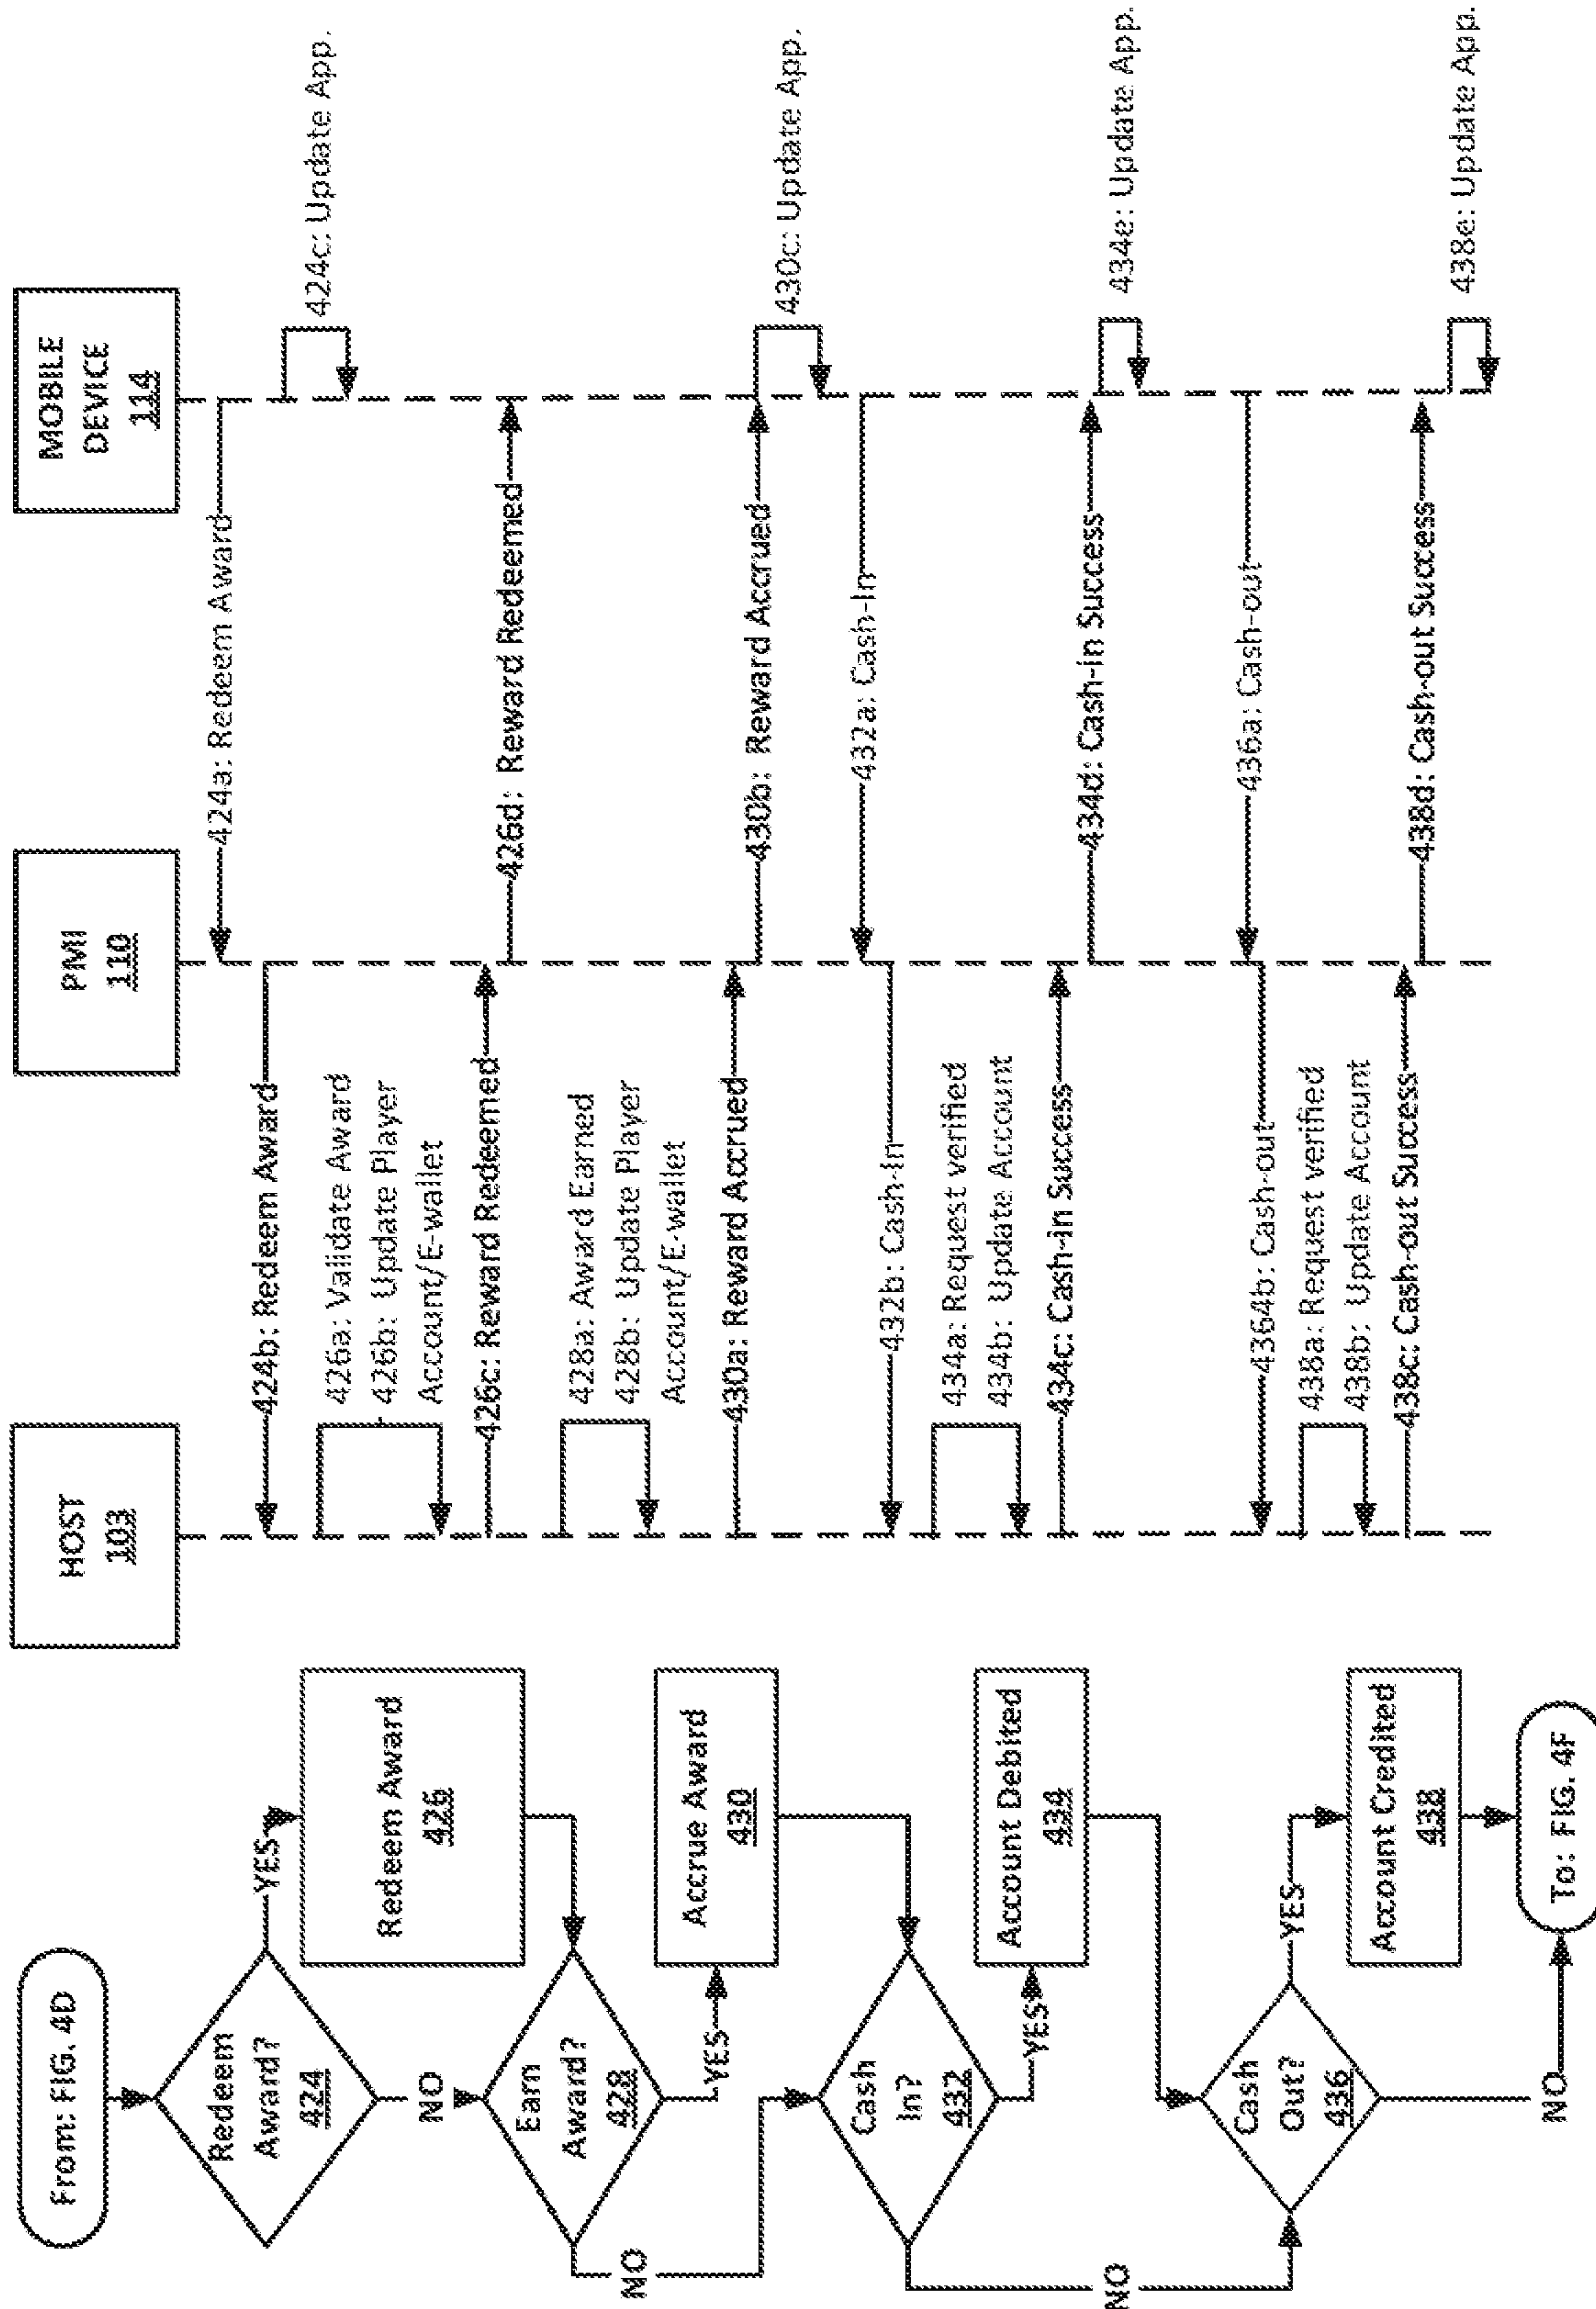 From: FIG. 4D
Redeem
Award?
424
YES
NO
Redeem Award
426
Earn
Award?
428
YES
NO
Accrue Award
430
Cash
In?
432
YES
NO
Account Debited
434
Cash
Out?
436
YES
NO
Account Credited
438
To: FIG. 4F
HOST
103
PMI
110
MOBILE
DEVICE
114
424a: Redeem Award
424b: Redeem Award
424c: Update App.
426a: Validate Award
426b: Update Player
Account/E-wallet
426c: Reward Redeemed
426d: Reward Redeemed
428a: Award Earned
428b: Update Player
Account/E-wallet
430a: Reward Accrued
430b: Reward Accrued
430c: Update App.
432a: Cash-In
432b: Cash-In
434a: Request verified
434b: Update Account
434c: Cash-in Success
434d: Cash-in Success
434e: Update App.
436a: Cash-out
4364b: Cash-out
438a: Request verified
438b: Update Account
438c: Cash-out Success
438d: Cash-out Success
438e: Update App.